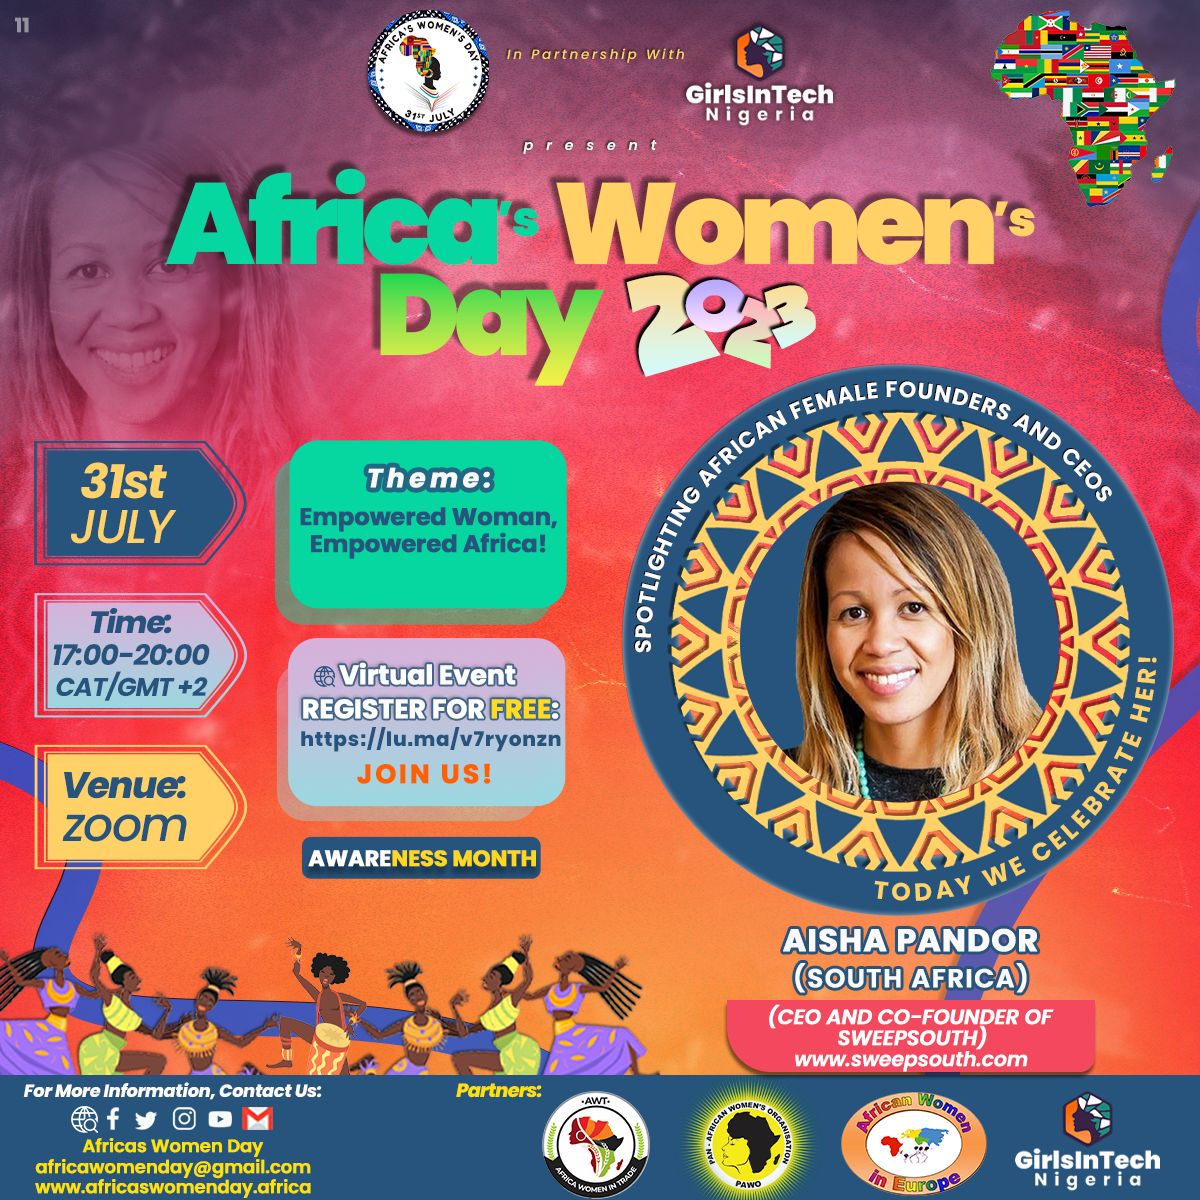 11
AFRICA'S WOMEN'S DAY
31ST JULY
In Partnership With
GirlsInTech
Nigeria
present
Africa's Women's
Day 2023
31st
JULY
Theme:
Empowered Woman,
Empowered Africa!
Time:
17:00-20:00
CAT/GMT +2
Virtual Event
REGISTER FOR FREE:
https://lu.ma/v7ryonzn
JOIN US!
Venue:
zoom
AWARENESS MONTH
SPOTLIGHTING AFRICAN FEMALE FOUNDERS AND CEOS
TODAY WE CELEBRATE HER!
AISHA PANDOR
(SOUTH AFRICA)
(CEO AND CO-FOUNDER OF
SWEEPSOUTH)
www.sweepsouth.com
For More Information, Contact Us:
Africas Women Day
africawomenday@gmail.com
www.africaswomenday.africa
Partners:
·AWT·
AFRICA WOMEN IN TRADE
PAN - AFRICAN WOMEN'S ORGANISATION
PAWO
African Women
in Europe
GirlsInTech
Nigeria